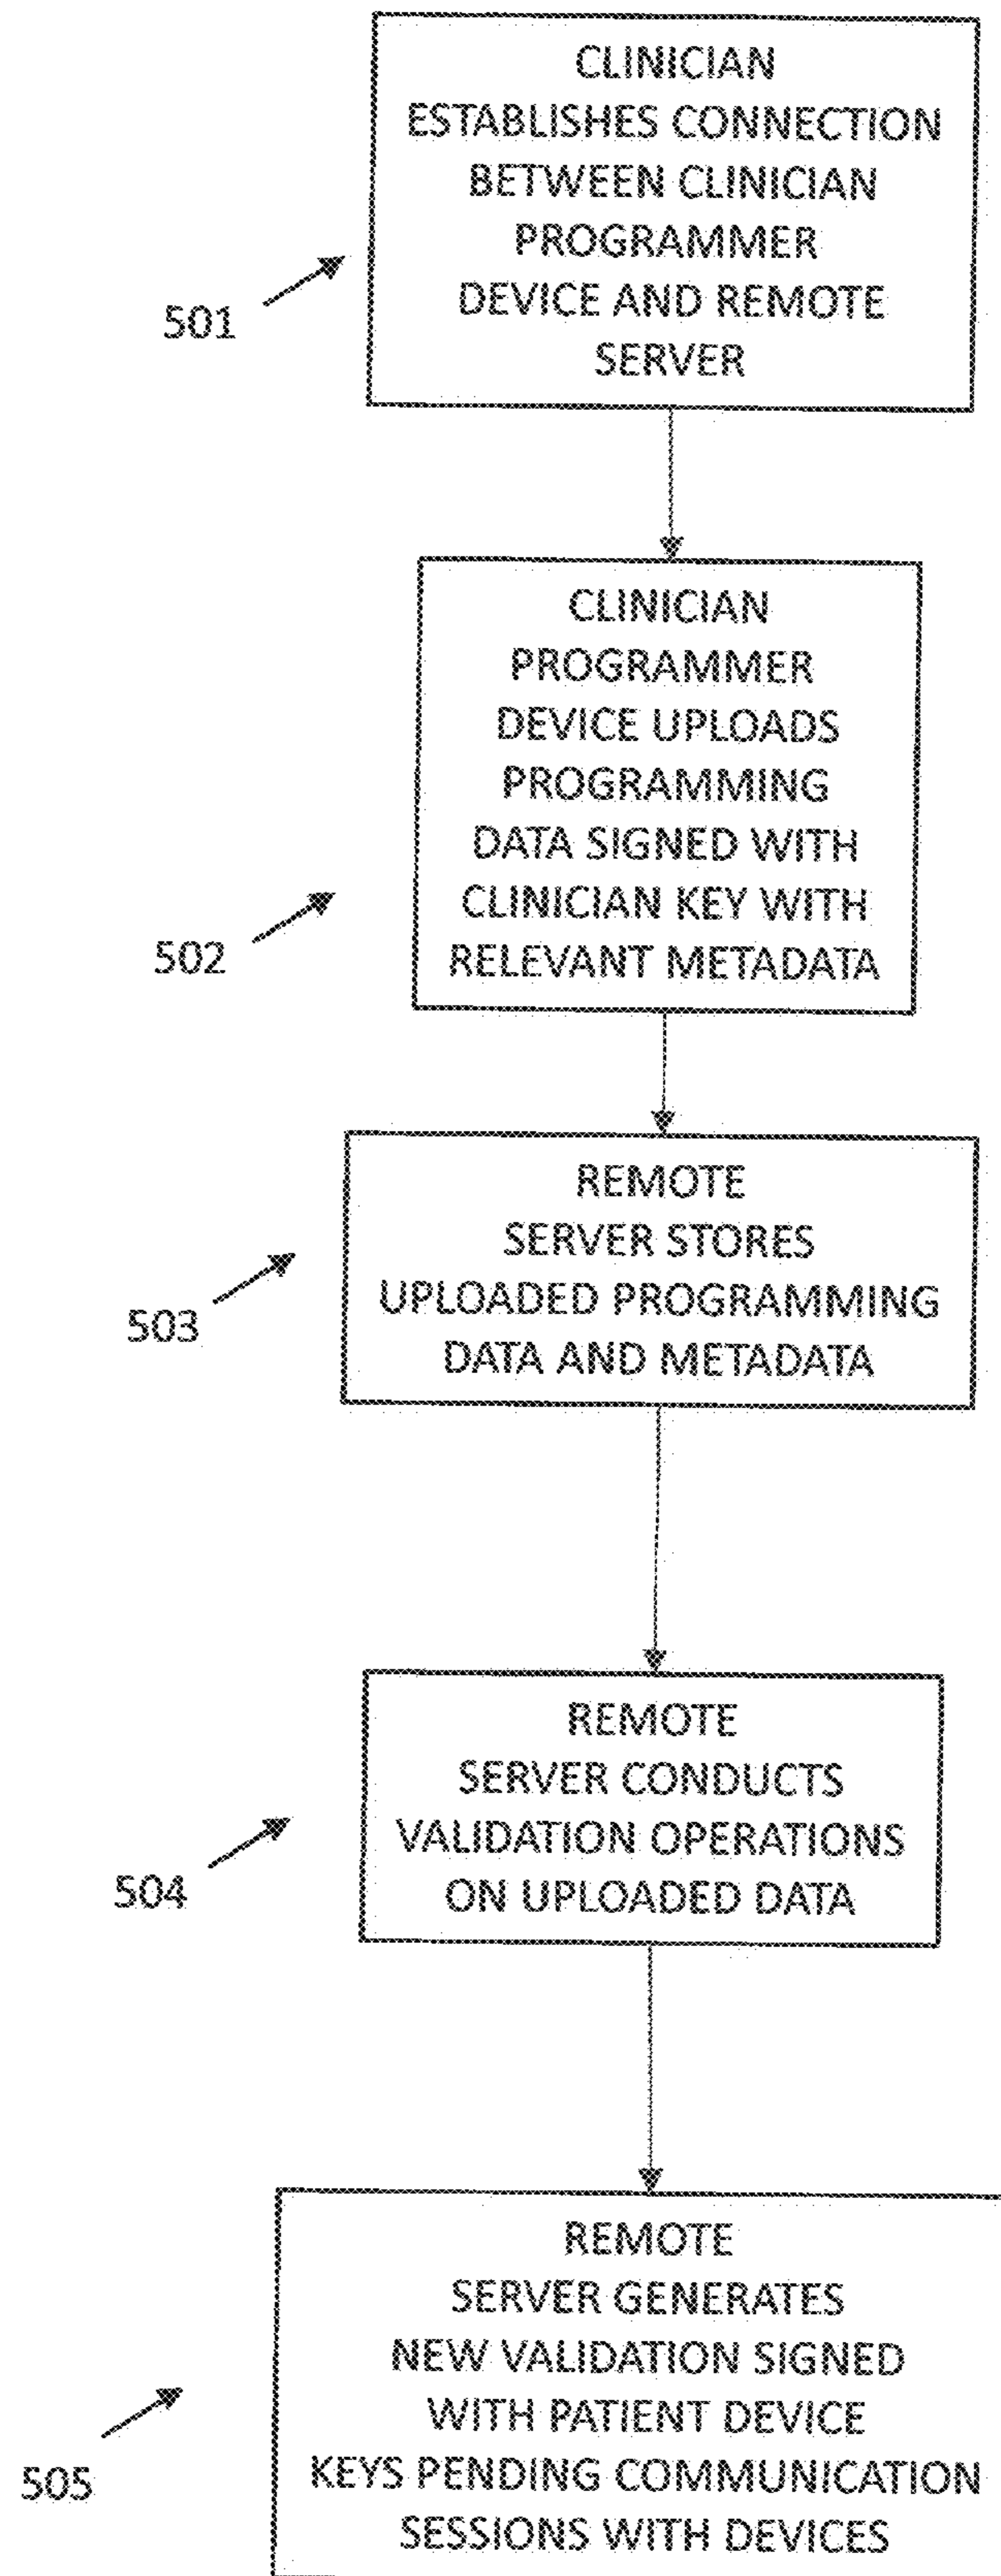 CLINICIAN
ESTABLISHES CONNECTION
BETWEEN CLINICIAN
PROGRAMMER
DEVICE AND REMOTE
SERVER
501
CLINICIAN
PROGRAMMER
DEVICE UPLOADS
PROGRAMMING
DATA SIGNED WITH
CLINICIAN KEY WITH
RELEVANT METADATA
502
REMOTE
SERVER STORES
UPLOADED PROGRAMMING
DATA AND METADATA
503
REMOTE
SERVER CONDUCTS
VALIDATION OPERATIONS
ON UPLOADED DATA
504
REMOTE
SERVER GENERATES
NEW VALIDATION SIGNED
WITH PATIENT DEVICE
KEYS PENDING COMMUNICATION
SESSIONS WITH DEVICES
505